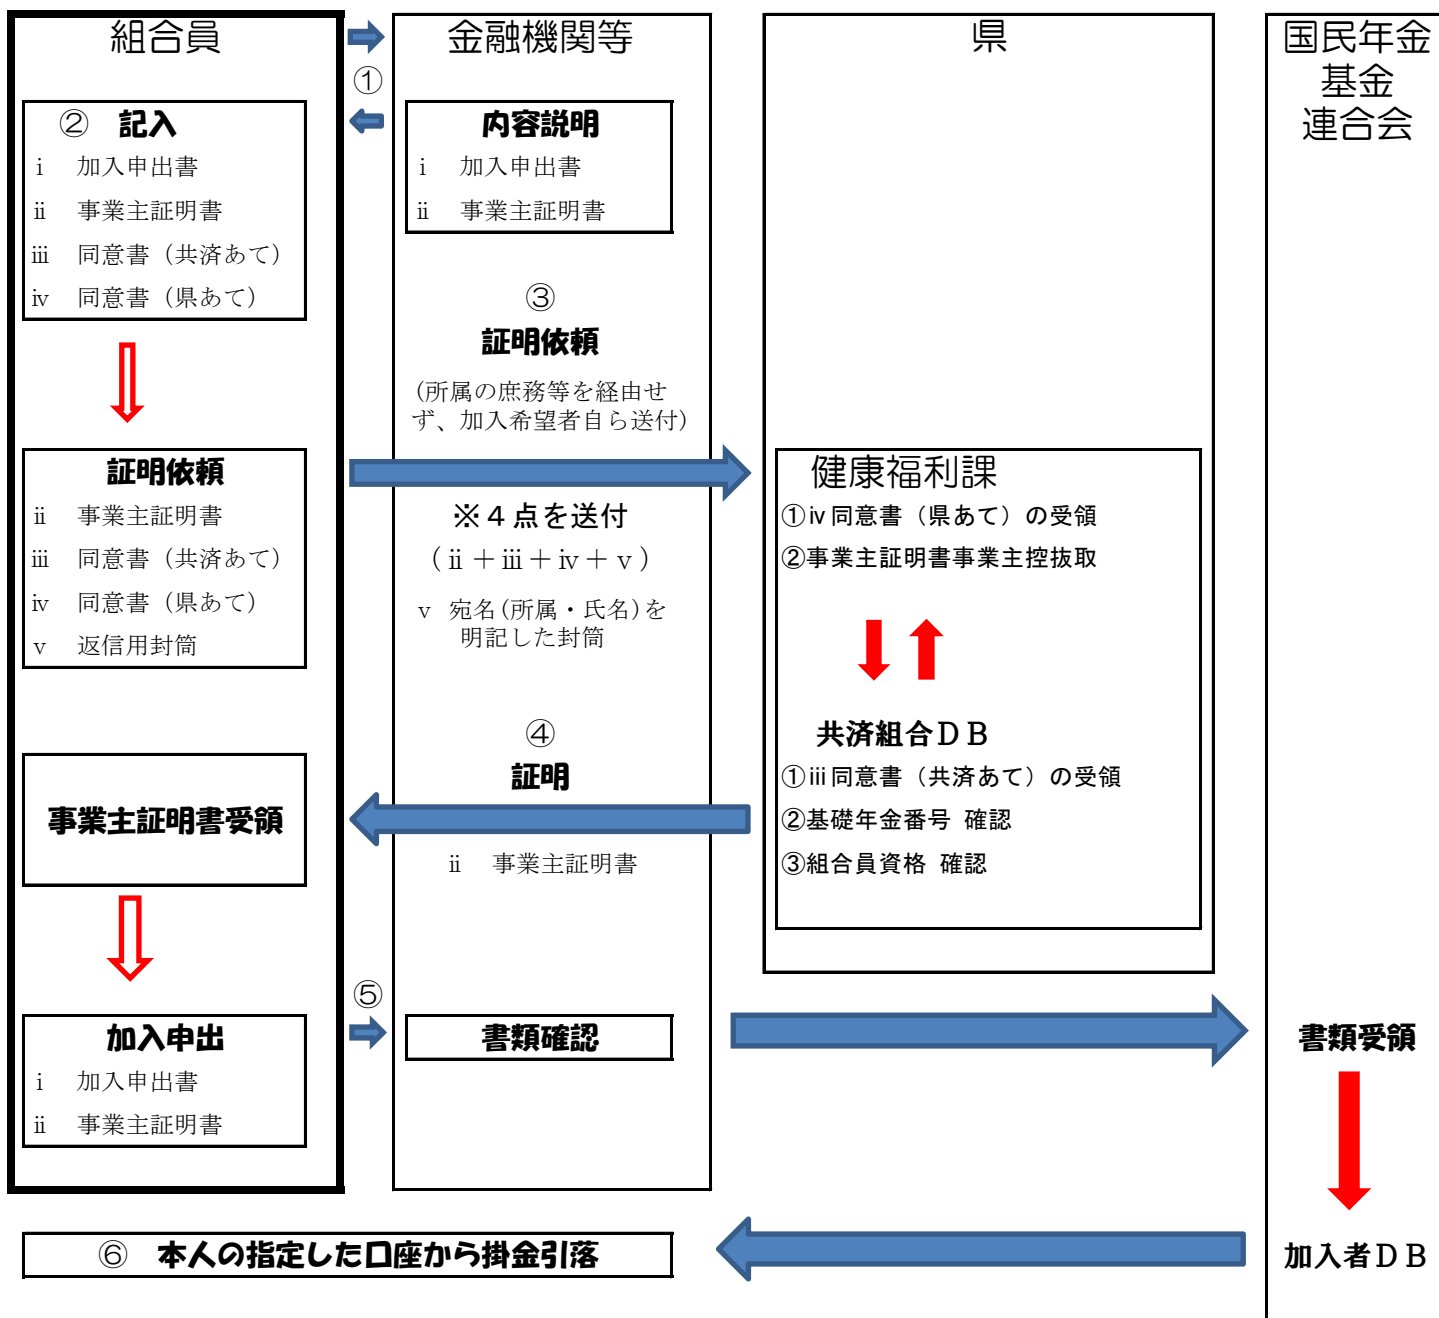 組合員
①
② 記入
ⅰ 加入申出書
ⅱ 事業主証明書
ⅲ 同意書（共済あて）
ⅳ 同意書（県あて）
証明依頼
ⅱ 事業主証明書
ⅲ 同意書（共済あて）
ⅳ 同意書（県あて）
ⅴ 返信用封筒
事業主証明書受領
加入申出
ⅰ 加入申出書
ⅱ 事業主証明書
金融機関等
内容説明
ⅰ 加入申出書
ⅱ 事業主証明書
③
証明依頼
(所属の庶務等を経由せ
ず、加入希望者自ら送付)
※４点を送付
（ⅱ＋ⅲ＋ⅳ＋ⅴ）
ⅴ 宛名(所属・氏名)を
明記した封筒
④
証明
ⅱ 事業主証明書
⑤
書類確認
県
健康福利課
①ⅳ同意書（県あて）の受領
②事業主証明書事業主控抜取
共済組合ＤＢ
①ⅲ同意書（共済あて）の受領
②基礎年金番号 確認
③組合員資格 確認
国民年金
基金
連合会
書類受領
加入者ＤＢ
⑥ 本人の指定した口座から掛金引落